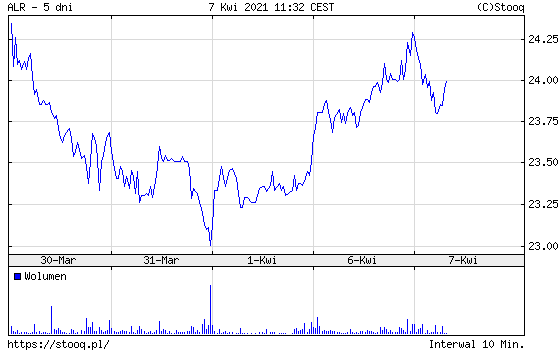 ALR - 5 dni 7 Kwi 2021 11:32 CEST (C)Stooq
24.25
24.00
23.75
23.50
23.25
23.00
30-Mar 31-Mar 1-Kwi 6-Kwi 7-Kwi
Wolumen
https://stooq.pl/ Interwal 10 Min.